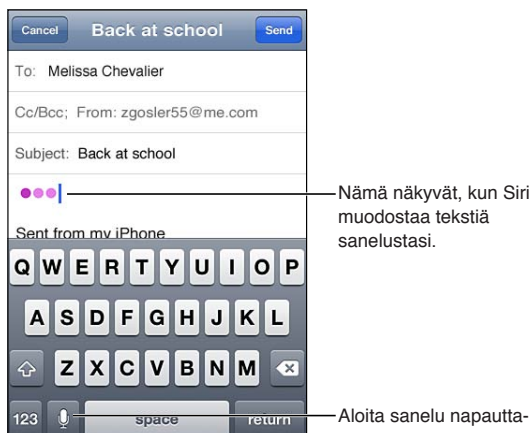 Cancel Back at school Send
To: Melissa Chevalier
Cc/Bcc; From: zgosler55@me.com
Subject: Back at school
Nämä näkyvät, kun Siri
muodostaa tekstiä
sanelustasi.
Sent from my iPhone
Q W E R T Y U I O P
A S D F G H J K L
Z X C V B N M
123 space return
Aloita sanelu napautta-